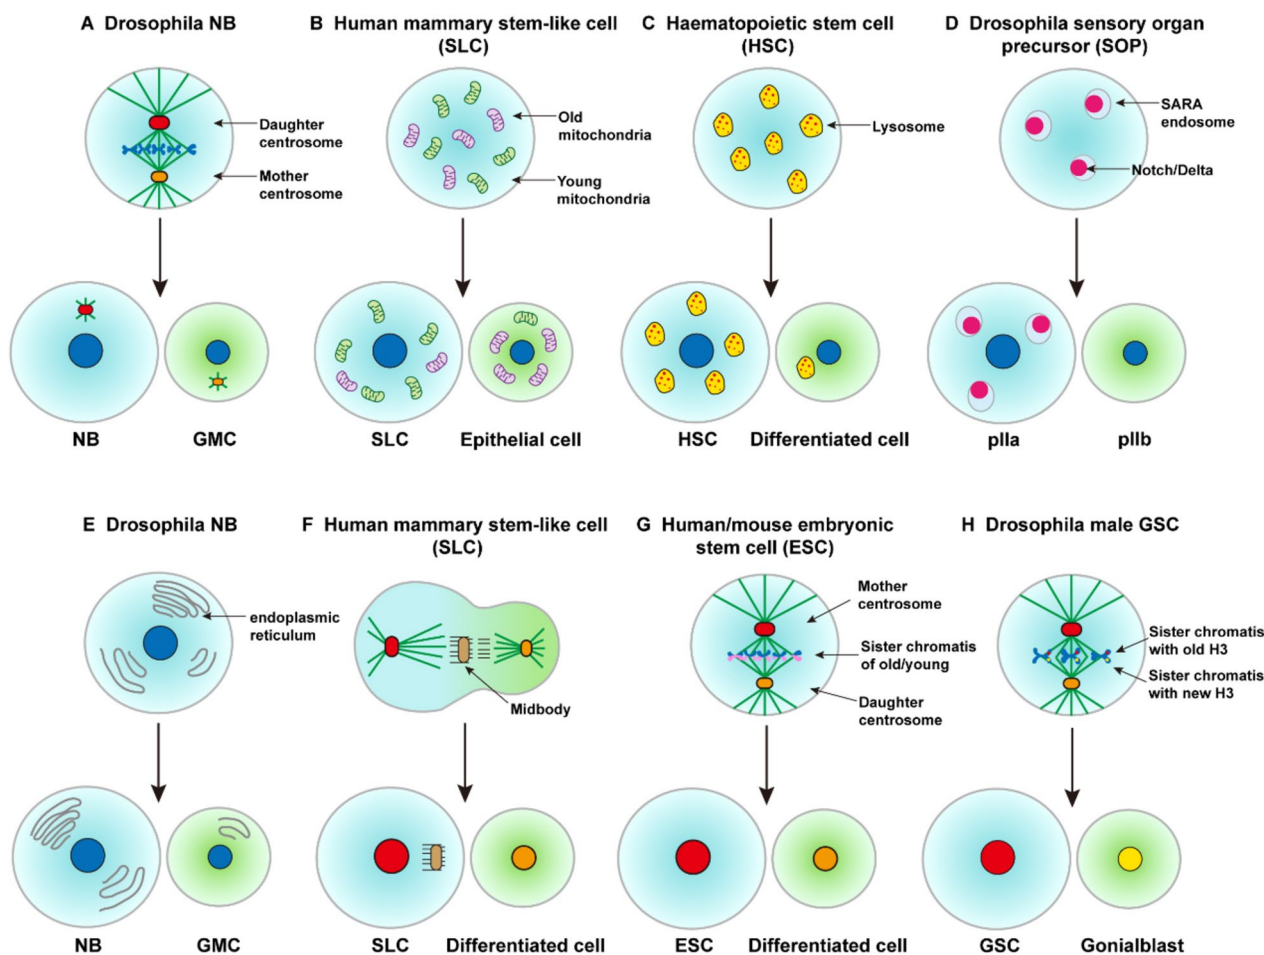 A Drosophila NB
B Human mammary stem-like cell
(SLC)
C Haematopoietic stem cell
(HSC)
D Drosophila sensory organ
precursor (SOP)
Daughter
centrosome
Mother
centrosome
Old
mitochondria
Young
mitochondria
Lysosome
SARA
endosome
Notch/Delta
NB
GMC
SLC
Epithelial cell
HSC
Differentiated cell
pIIa
pIIb
E Drosophila NB
F Human mammary stem-like cell
(SLC)
G Human/mouse embryonic
stem cell (ESC)
H Drosophila male GSC
endoplasmic
reticulum
Midbody
Mother
centrosome
Sister chromatis
of old/young
Daughter
centrosome
Sister chromatis
with old H3
Sister chromatis
with new H3
NB
GMC
SLC
Differentiated cell
ESC
Differentiated cell
GSC
Gonialblast